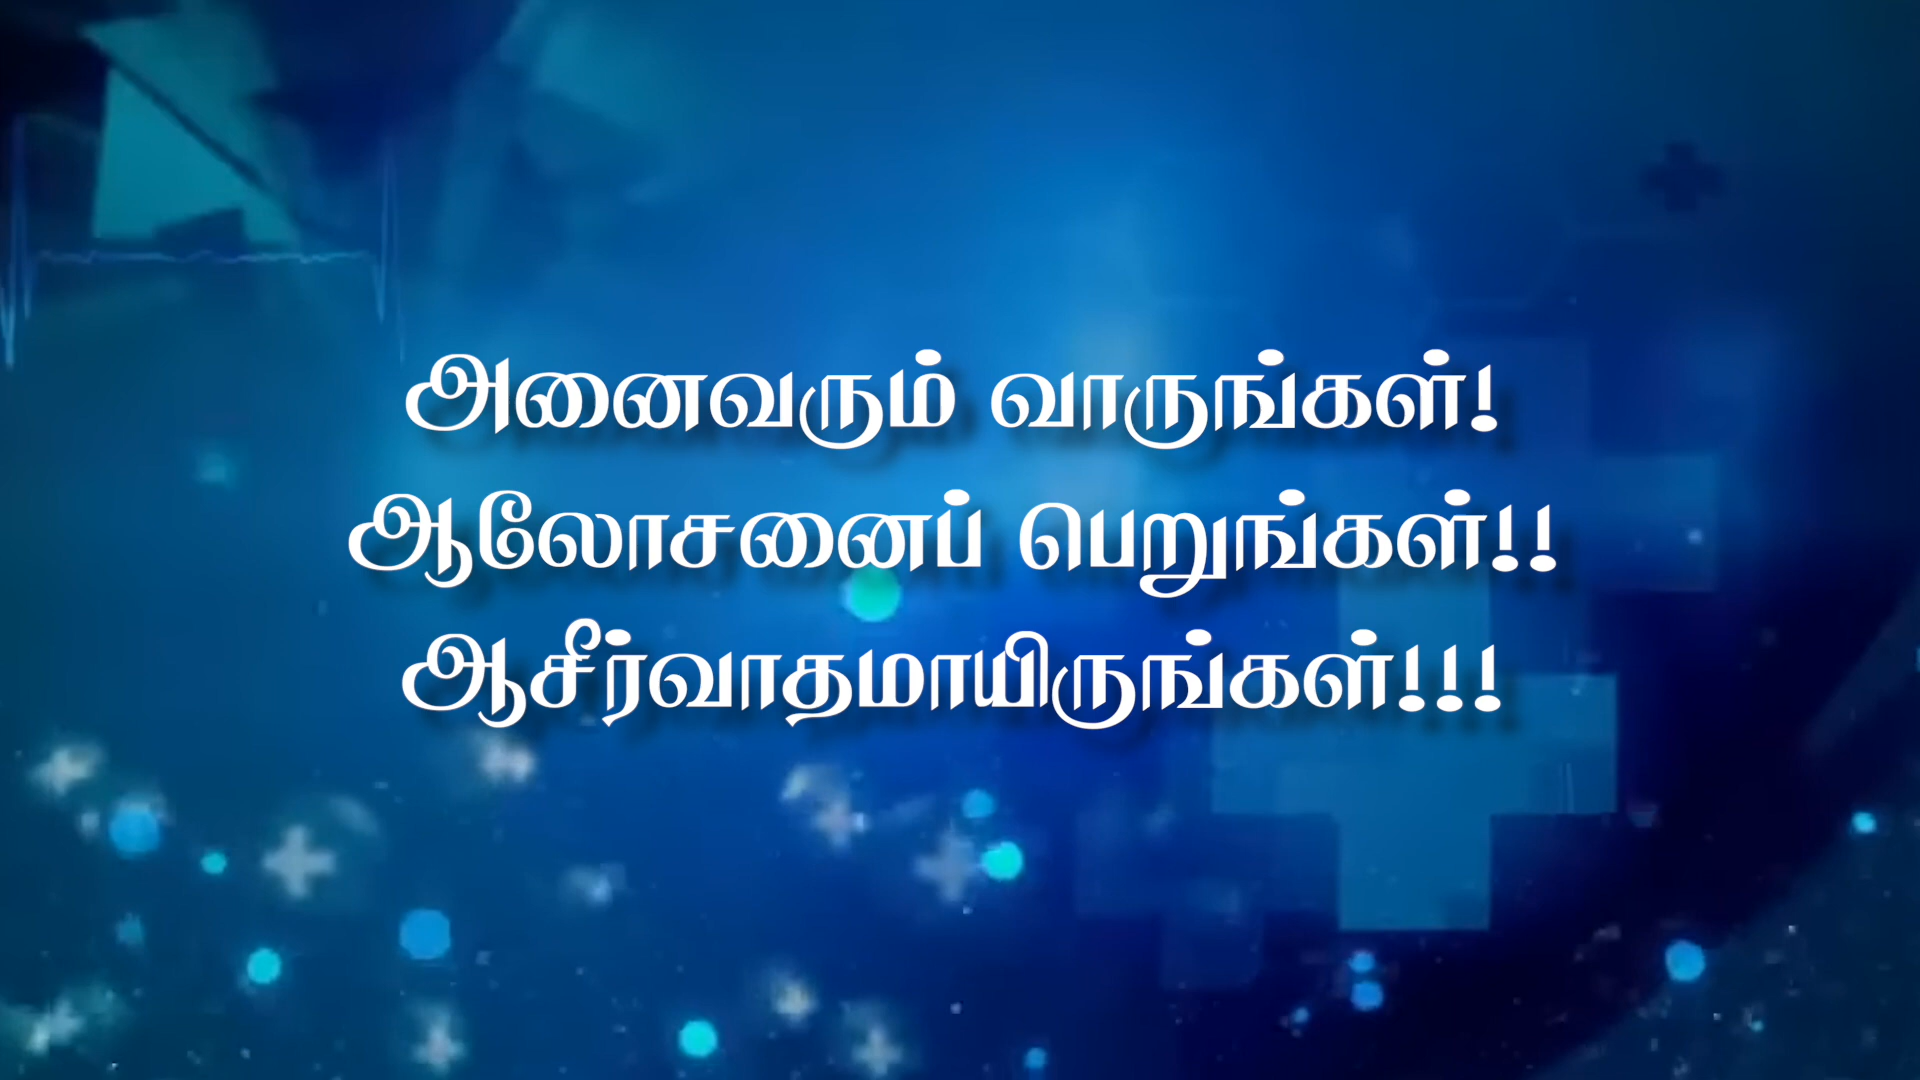 அனைவரும் வாருங்கள்!
ஆலோசனைப் பெறுங்கள்!!
ஆசீர்வாதமாயிருங்கள்!!!